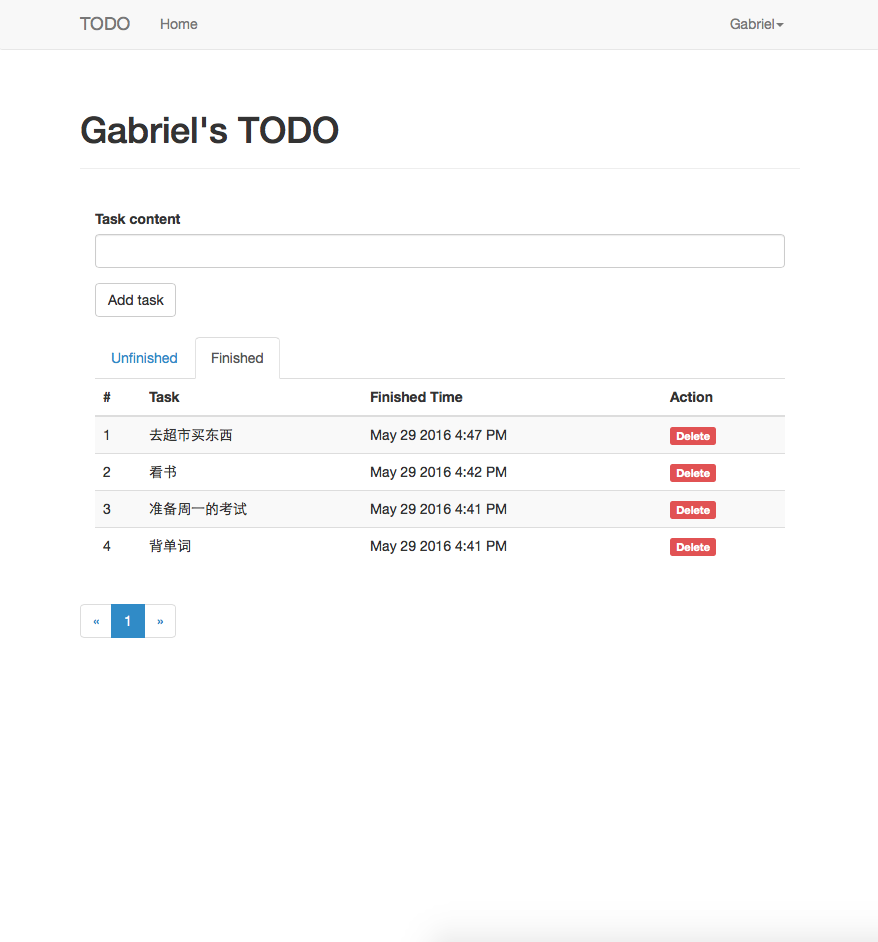 TODO Home Gabriel
Gabriel's TODO
Task content
Add task
Unfinished Finished
# Task Finished Time Action
1 去超市买东西 May 29 2016 4:47 PM Delete
2 看书 May 29 2016 4:42 PM Delete
3 准备周一的考试 May 29 2016 4:41 PM Delete
4 背单词 May 29 2016 4:41 PM Delete
« 1 »